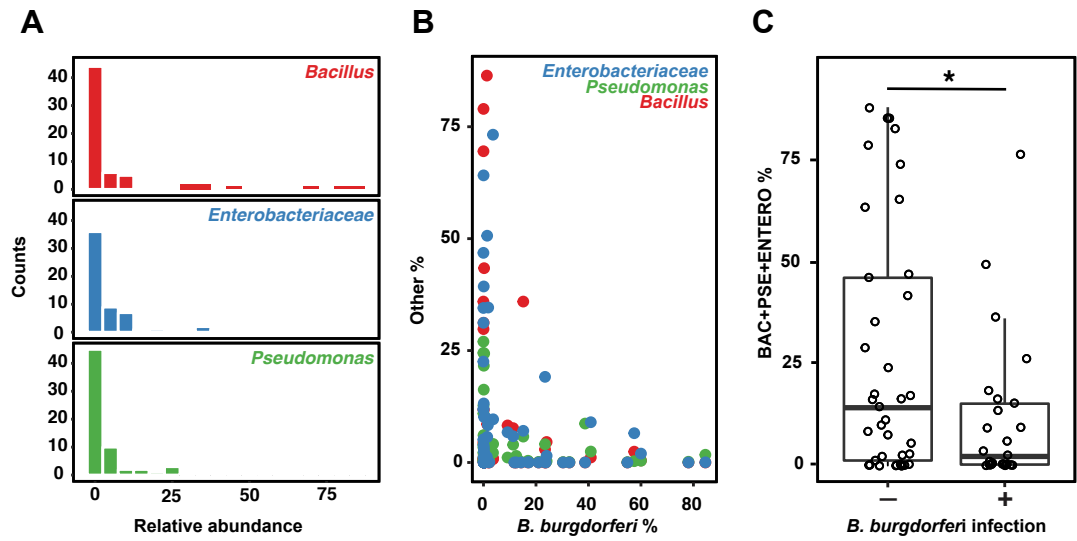 A
B
C
Bacillus
40
30
20
10
0
Enterobacteriaceae
40
30
20
10
0
Pseudomonas
40
30
20
10
0
Counts
0
25
75
Relative abundance
Enterobacteriaceae
Pseudomonas
Bacillus
75
50
25
0
Other %
0
20
40
60
80
B. burgdorferi %
*
75
50
25
0
BAC+PSE+ENTERO %
−
+
B. burgdorferi infection